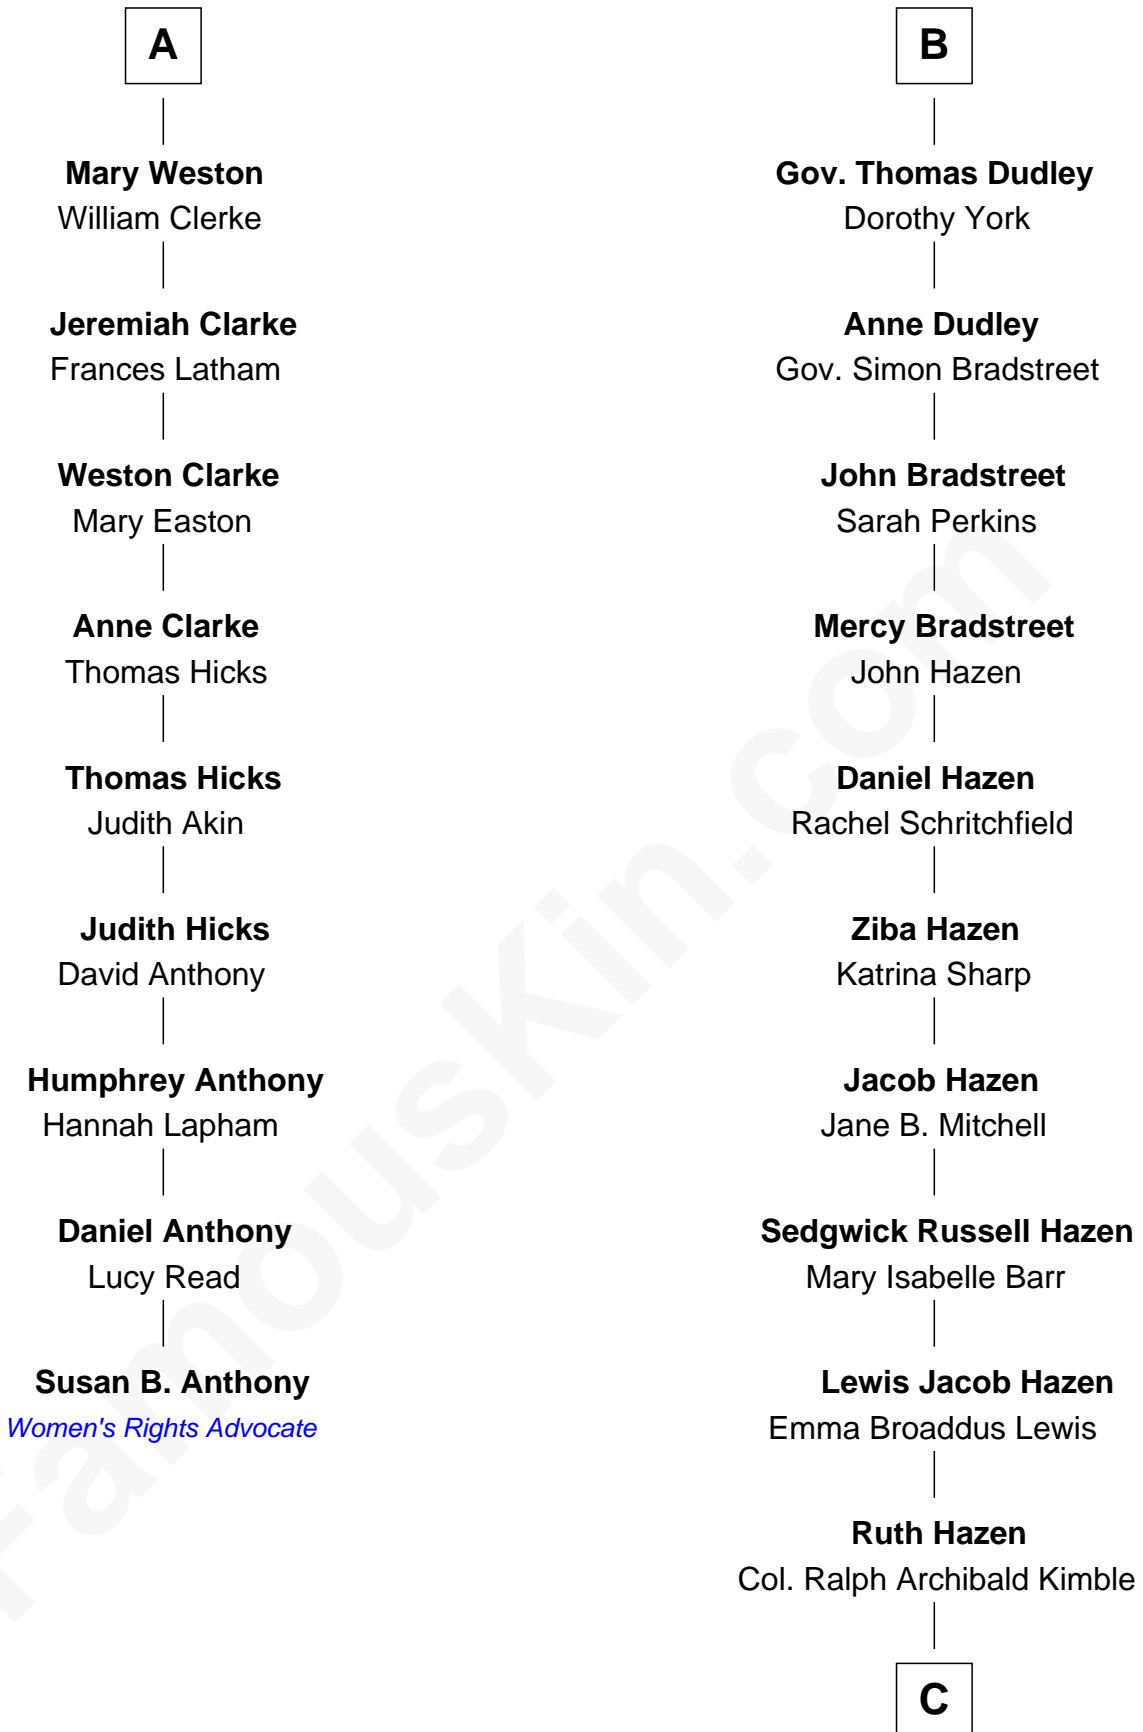 A
Mary Weston
William Clerke
Jeremiah Clarke
Frances Latham
Weston Clarke
Mary Easton
Anne Clarke
Thomas Hicks
Thomas Hicks
Judith Akin
Judith Hicks
David Anthony
Humphrey Anthony
Hannah Lapham
Daniel Anthony
Lucy Read
Susan B. Anthony
Women's Rights Advocate
B
Gov. Thomas Dudley
Dorothy York
Anne Dudley
Gov. Simon Bradstreet
John Bradstreet
Sarah Perkins
Mercy Bradstreet
John Hazen
Daniel Hazen
Rachel Schritchfield
Ziba Hazen
Katrina Sharp
Jacob Hazen
Jane B. Mitchell
Sedgwick Russell Hazen
Mary Isabelle Barr
Lewis Jacob Hazen
Emma Broaddus Lewis
Ruth Hazen
Col. Ralph Archibald Kimble
C
FamousKin.com